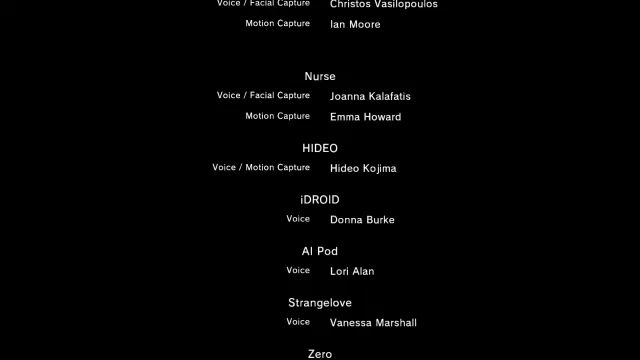 Voice / Facial Capture Christos Vasilopoulos
Motion Capture Ian Moore
Nurse
Voice / Facial Capture Joanna Kalafatis
Motion Capture Emma Howard
HIDEO
Voice / Motion Capture Hideo Kojima
iDROID
Voice Donna Burke
AI Pod
Voice Lori Alan
Strangelove
Voice Vanessa Marshall
Zero